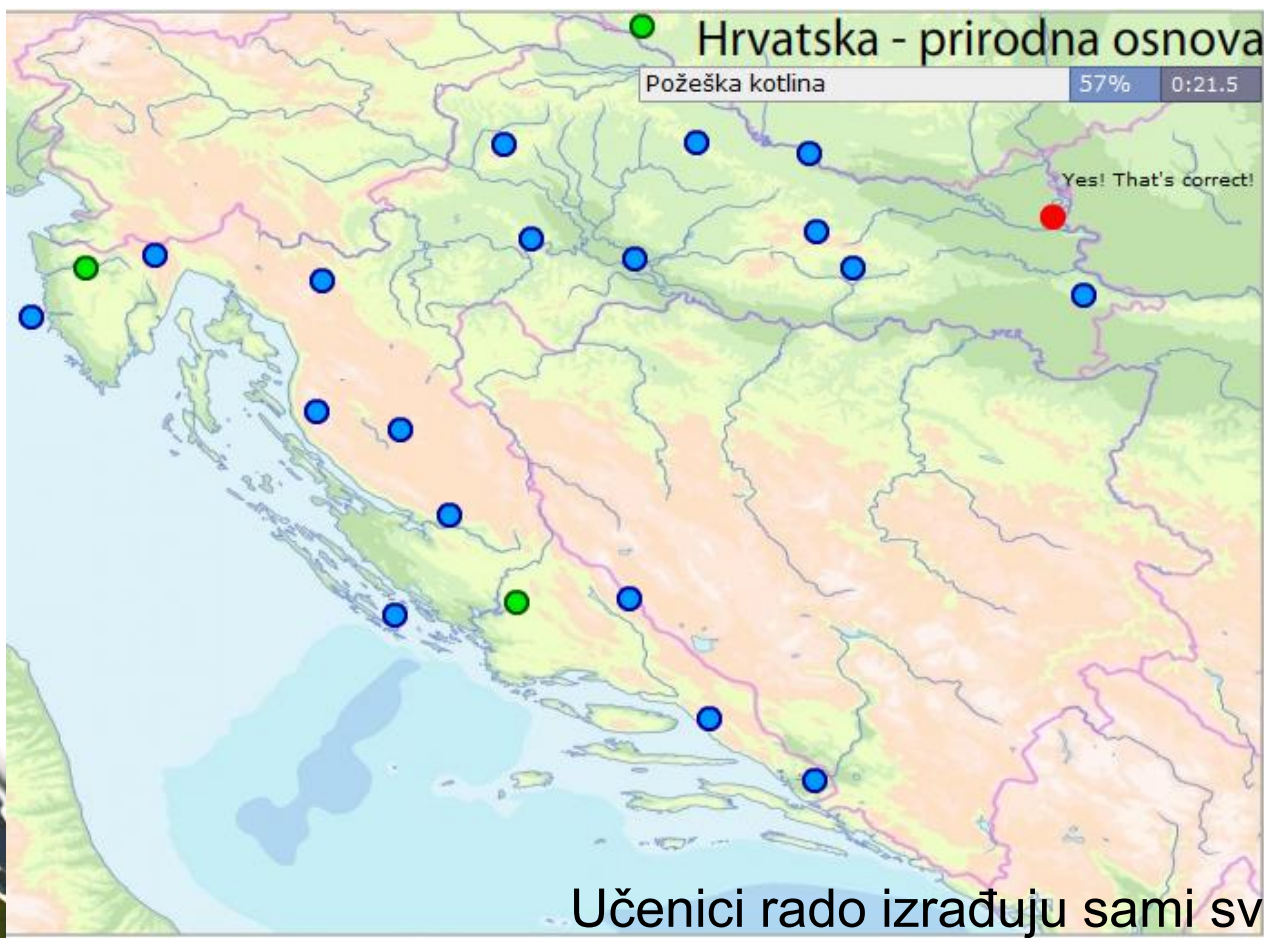 Hrvatska - prirodna osnova
Požeška kotlina 57% 0:21.5
Yes! That's correct!
Učenici rado izrađuju sami sv